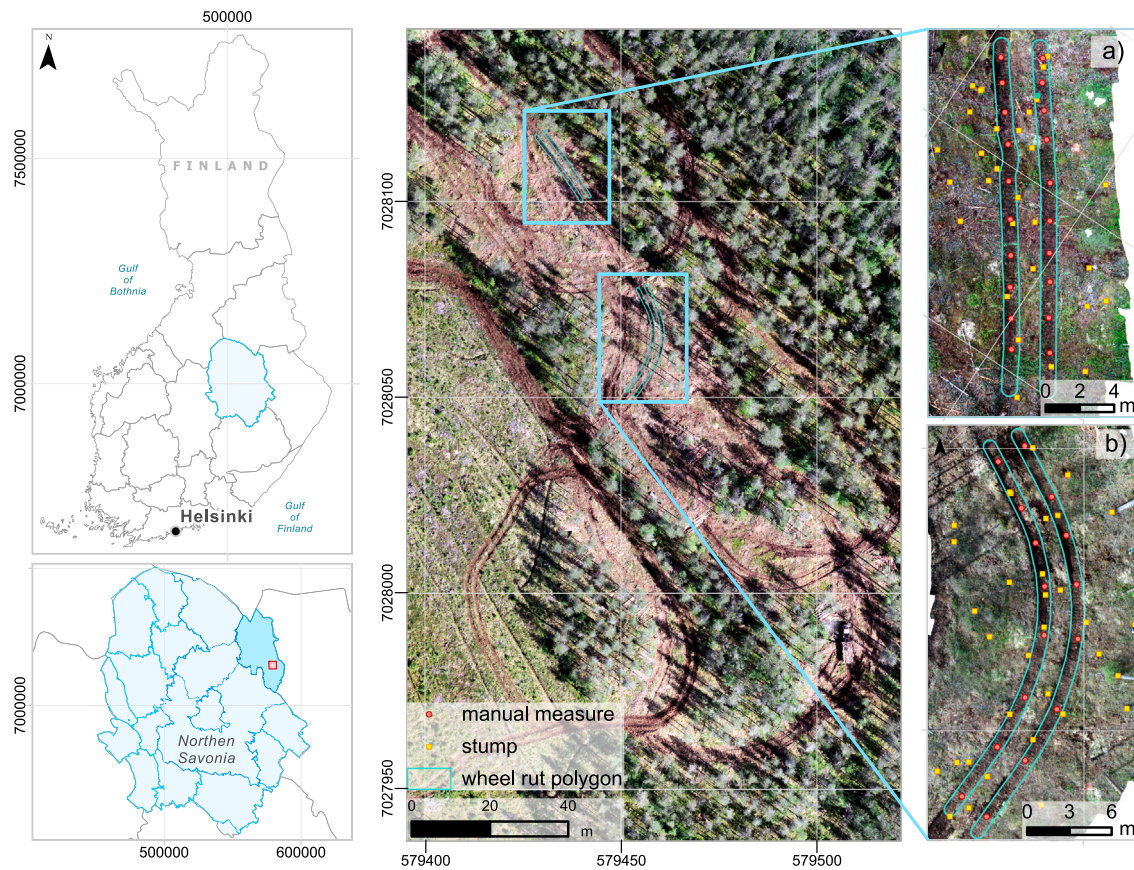 500000
N
7500000
FINLAND
Gulf
of
Bothnia
7000000
Gulf
of
Finland
Helsinki
7000000
Northen
Savonia
500000
600000
7028100
7028050
7028000
7027950
manual measure
stump
wheel rut polygon
0 20 40
m
579400
579450
579500
a)
0 2 4
m
b)
0 3 6
m